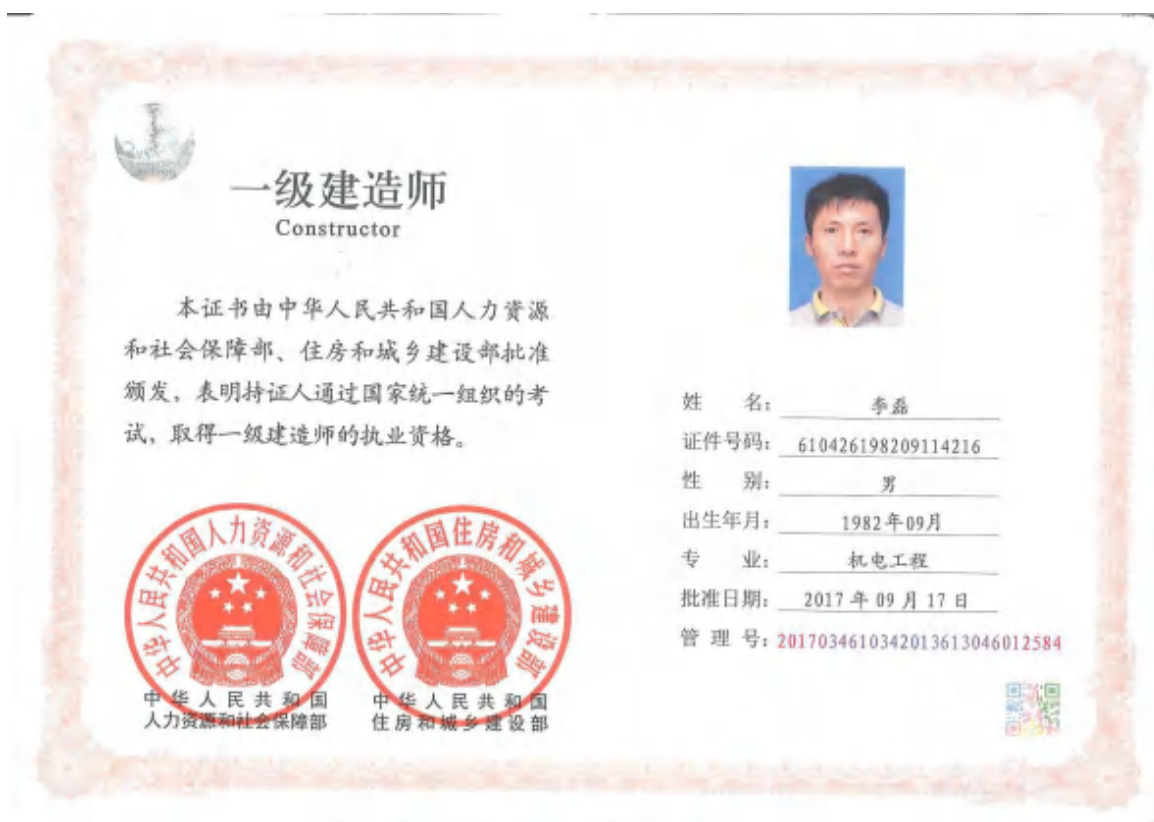 一级建造师
Constructor
本证书由中华人民共和国人力资源
和社会保障部、住房和城乡建设部批准
颁发，表明持证人通过国家统一组织的考
试，取得一级建造师的执业资格。
中华人民共和国人力资源和社会保障部
中华人民共和国住房和城乡建设部
中华人民共和国
人力资源和社会保障部
中华人民共和国
住房和城乡建设部
姓 名：李磊
证件号码：610426198209114216
性 别：男
出生年月：1982年09月
专 业：机电工程
批准日期：2017年09月17日
管 理 号：2017034610342013613046012584